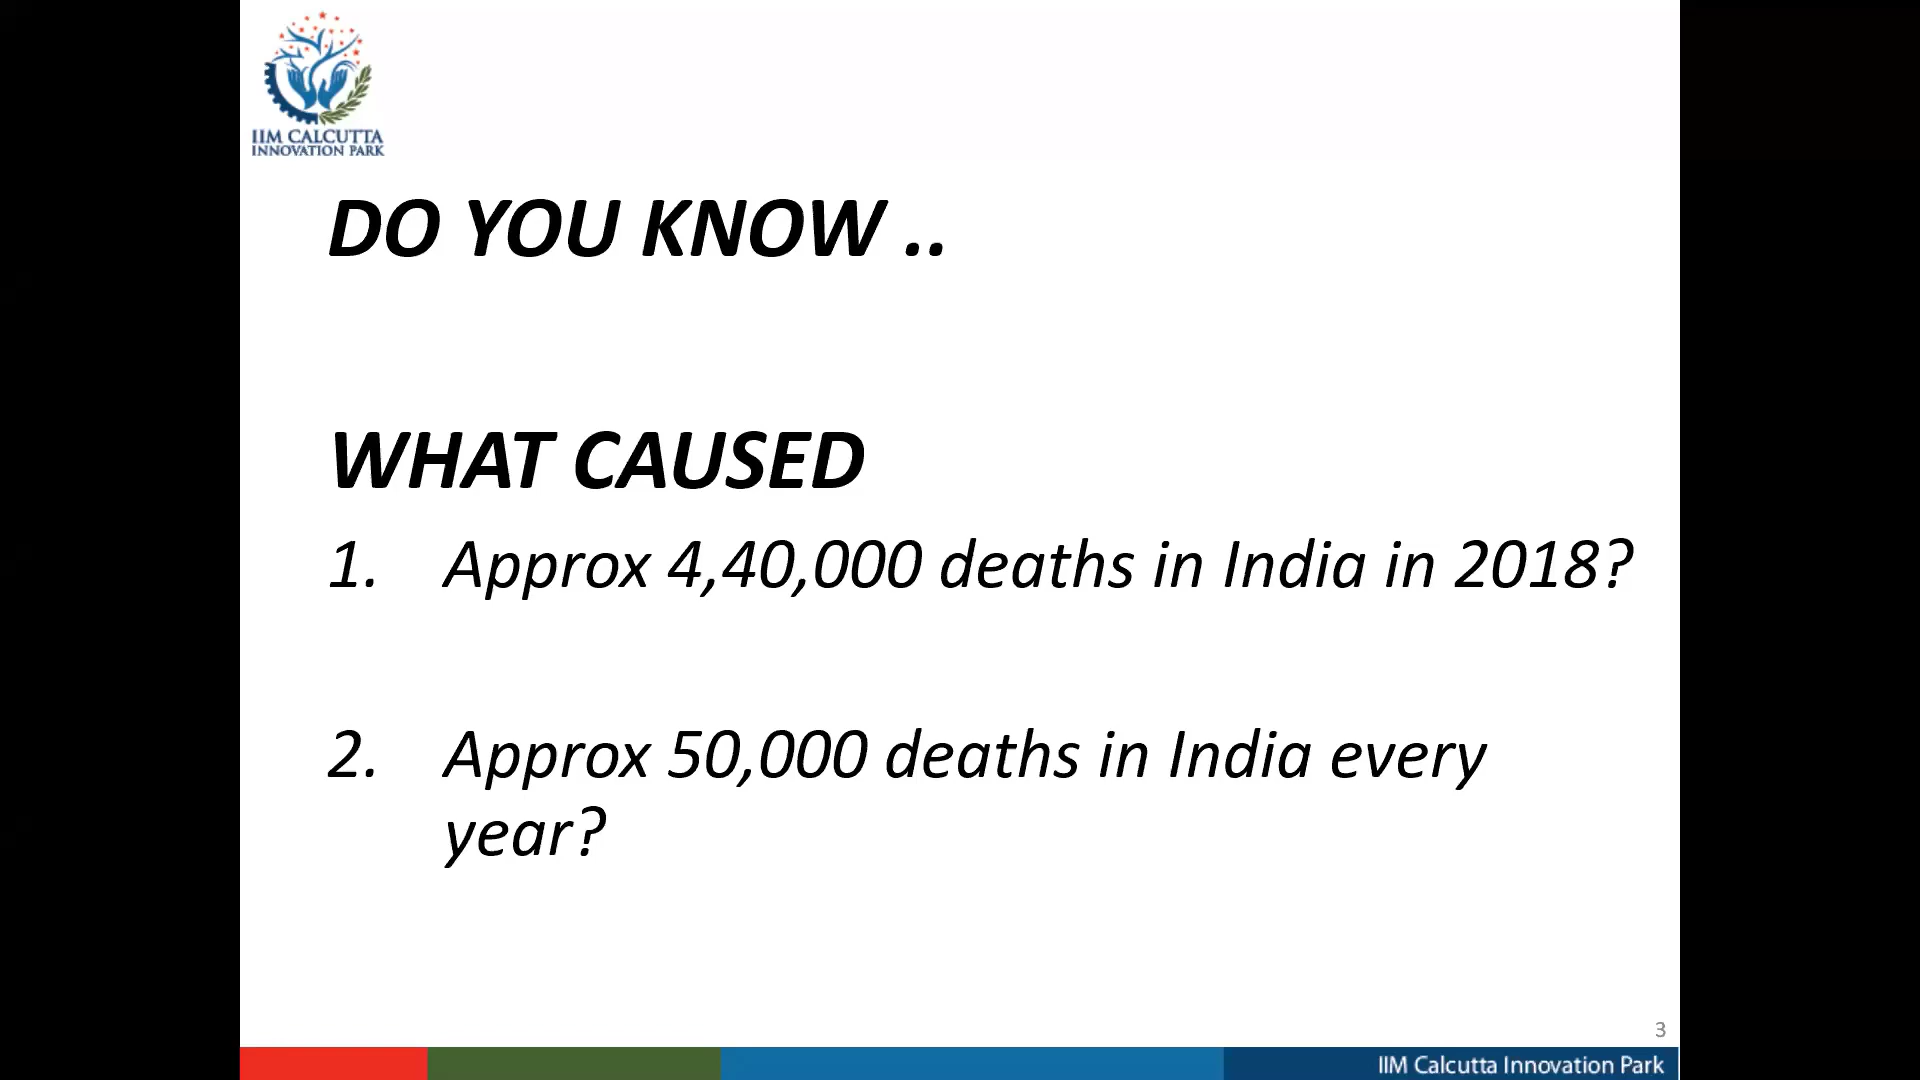 IIM CALCUTTA
INNOVATION PARK
DO YOU KNOW ..
WHAT CAUSED
1. Approx 4,40,000 deaths in India in 2018?
2. Approx 50,000 deaths in India every
year?
3
IIM Calcutta Innovation Park